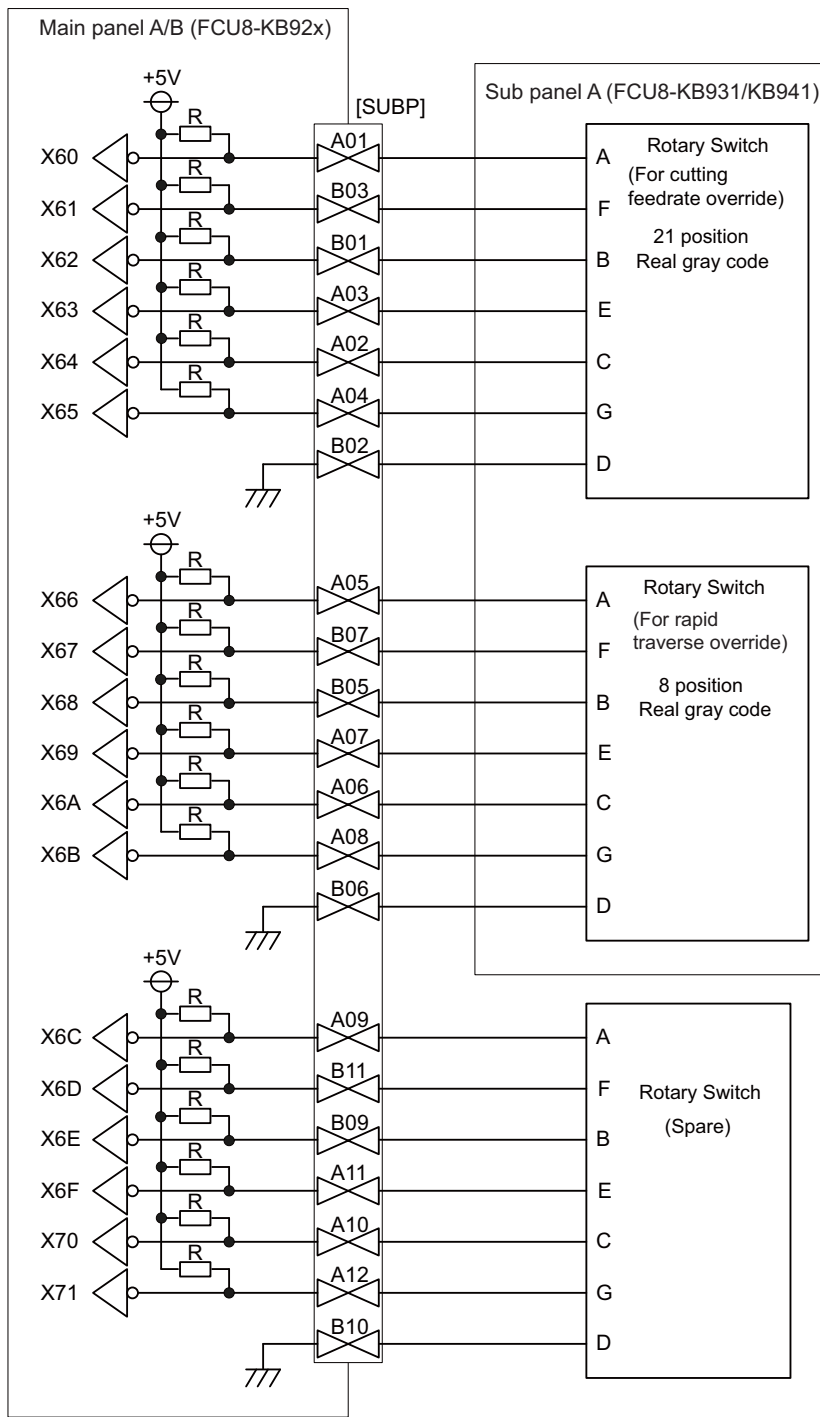 Main panel A/B (FCU8-KB92x)
+5V
[SUBP]
Sub panel A (FCU8-KB931/KB941)
R
X60
A01
A
Rotary Switch
(For cutting
feedrate override)
21 position
Real gray code
R
X61
B03
F
R
X62
B01
B
R
X63
A03
E
R
X64
A02
C
R
X65
A04
G
B02
D
+5V
R
X66
A05
A
Rotary Switch
(For rapid
traverse override)
8 position
Real gray code
R
X67
B07
F
R
X68
B05
B
R
X69
A07
E
R
X6A
A06
C
R
X6B
A08
G
B06
D
+5V
R
X6C
A09
A
Rotary Switch
(Spare)
R
X6D
B11
F
R
X6E
B09
B
R
X6F
A11
E
R
X70
A10
C
R
X71
A12
G
B10
D